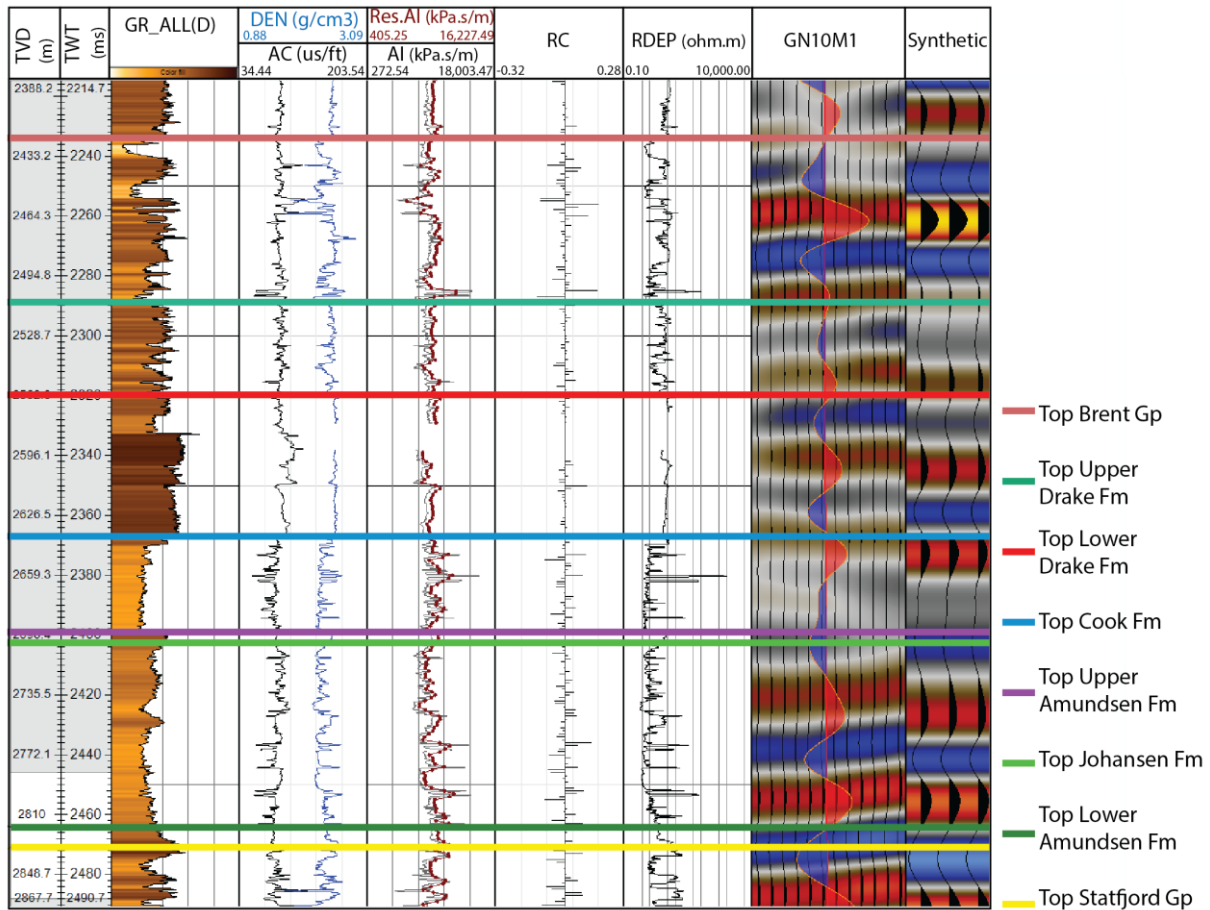 TVD (m)
TWT (ms)
GR_ALL(D)
Color fill
DEN (g/cm3)
0.88 3.09
AC (us/ft)
34.44 203.54
Res.AI (kPa.s/m)
405.25 16,227.49
AI (kPa.s/m)
272.54 18,003.47
RC
-0.32 0.28
RDEP (ohm.m)
0.10 10,000.00
GN10M1
Synthetic
2388.2 2214.7
2433.2 2240
2464.3 2260
2494.8 2280
2528.7 2300
2320
2596.1 2340
2626.5 2360
2659.3 2380
2400
2735.5 2420
2772.1 2440
2810 2460
2848.7 2480
2867.7 2490.7
Top Brent Gp
Top Upper
Drake Fm
Top Lower
Drake Fm
Top Cook Fm
Top Upper
Amundsen Fm
Top Johansen Fm
Top Lower
Amundsen Fm
Top Statfjord Gp